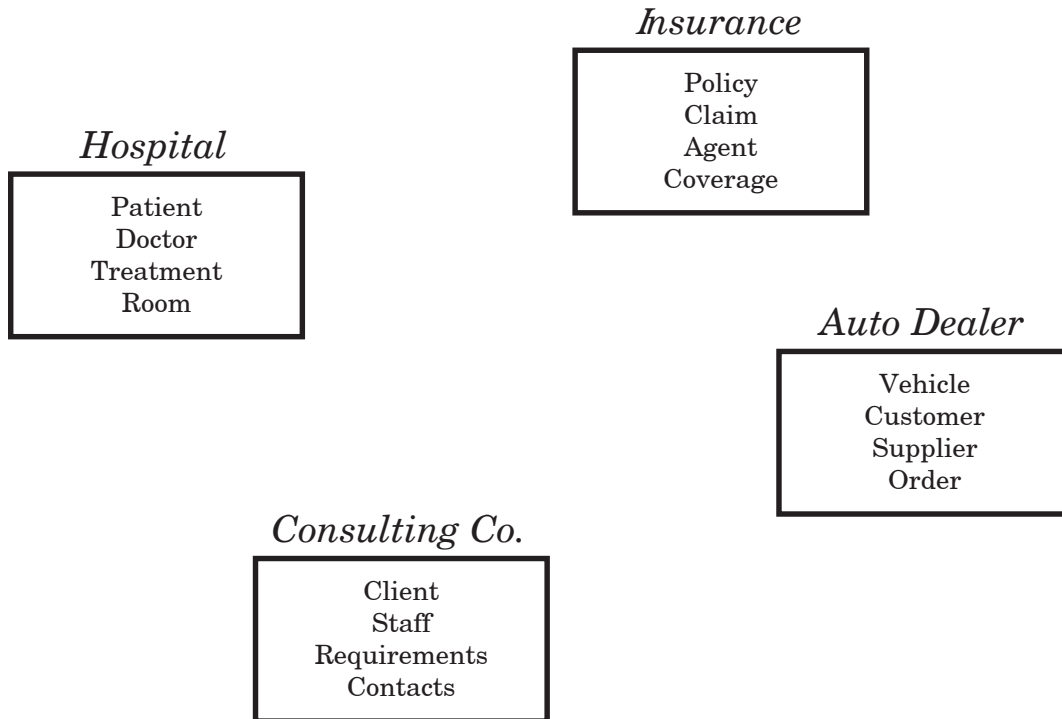 Insurance
Policy
Claim
Agent
Coverage
Hospital
Patient
Doctor
Treatment
Room
Auto Dealer
Vehicle
Customer
Supplier
Order
Consulting Co.
Client
Staff
Requirements
Contacts